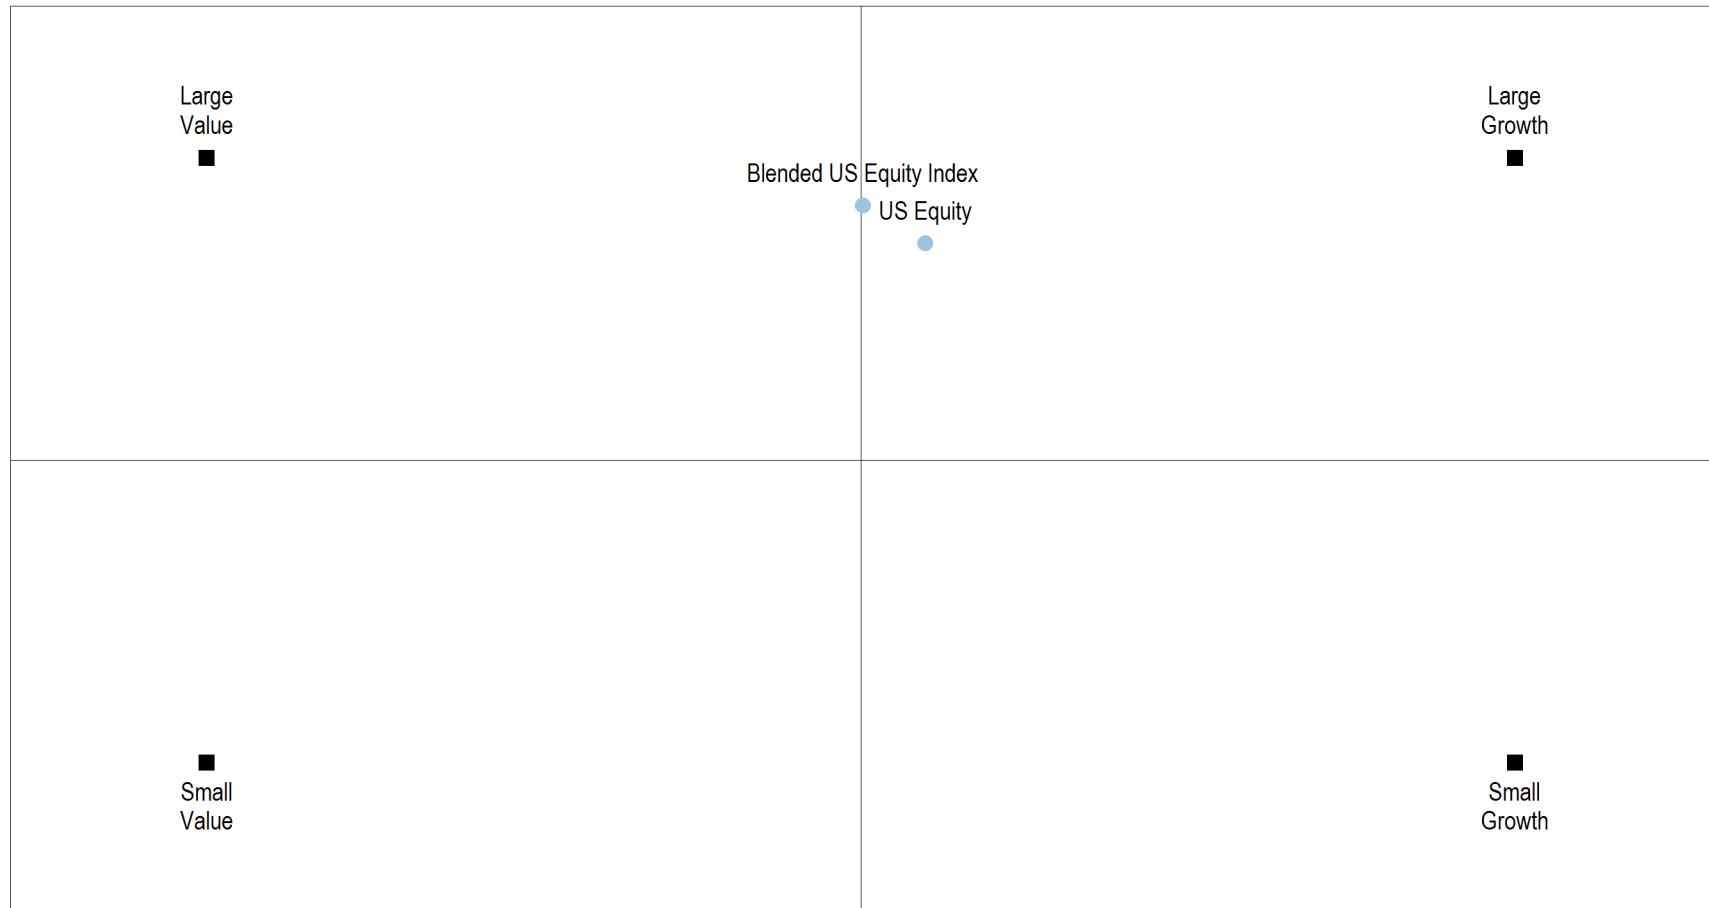 Large
Value
Large
Growth
Blended US Equity Index
US Equity
Small
Value
Small
Growth